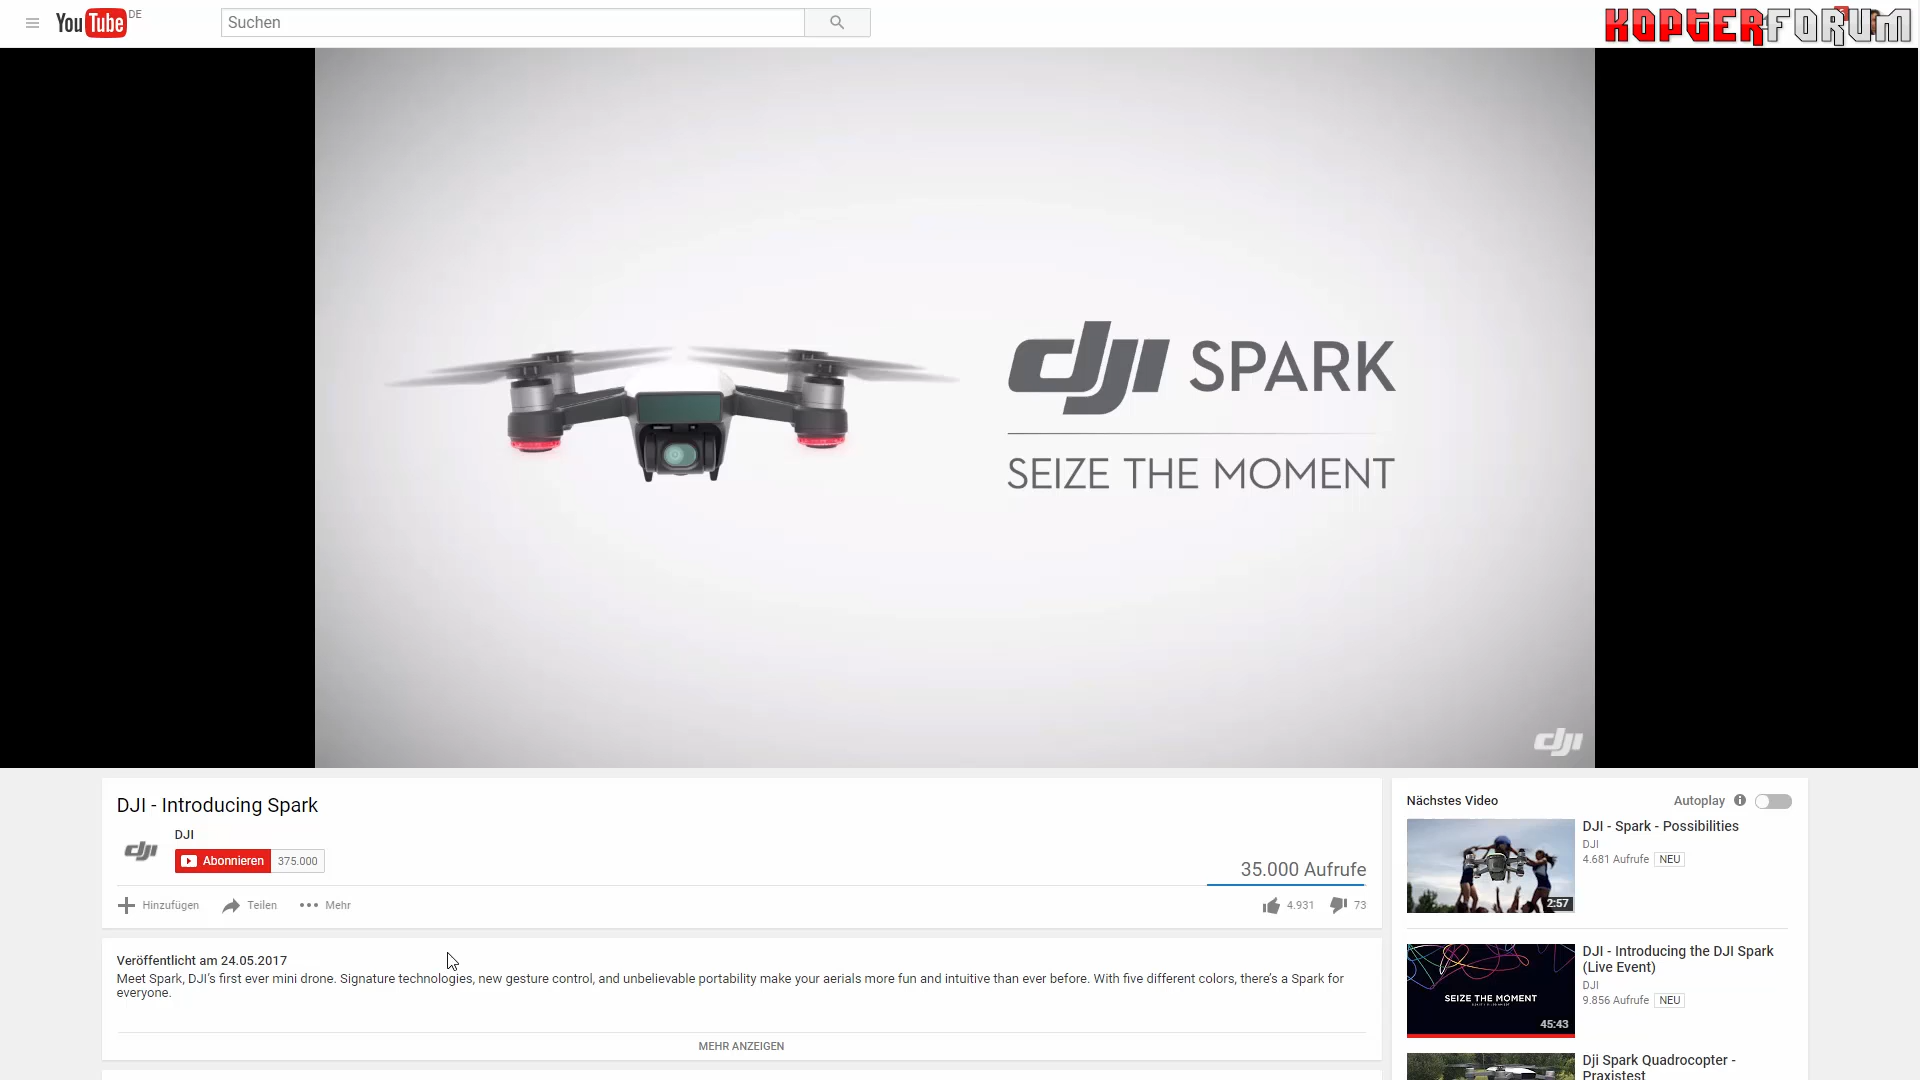 YouTube DE
Suchen
KOPTERFORUM
dji SPARK
SEIZE THE MOMENT
dji
DJI - Introducing Spark
dji
DJI
Abonnieren 375.000
35.000 Aufrufe
Hinzufügen Teilen Mehr
4.931 73
Veröffentlicht am 24.05.2017
Meet Spark, DJI's first ever mini drone. Signature technologies, new gesture control, and unbelievable portability make your aerials more fun and intuitive than ever before. With five different colors, there's a Spark for
everyone.
MEHR ANZEIGEN
Nächstes Video Autoplay
2:57
DJI - Spark - Possibilities
DJI
4.681 Aufrufe NEU
SEIZE THE MOMENT
45:43
DJI - Introducing the DJI Spark
(Live Event)
DJI
9.856 Aufrufe NEU
Dji Spark Quadrocopter -
Praxistest